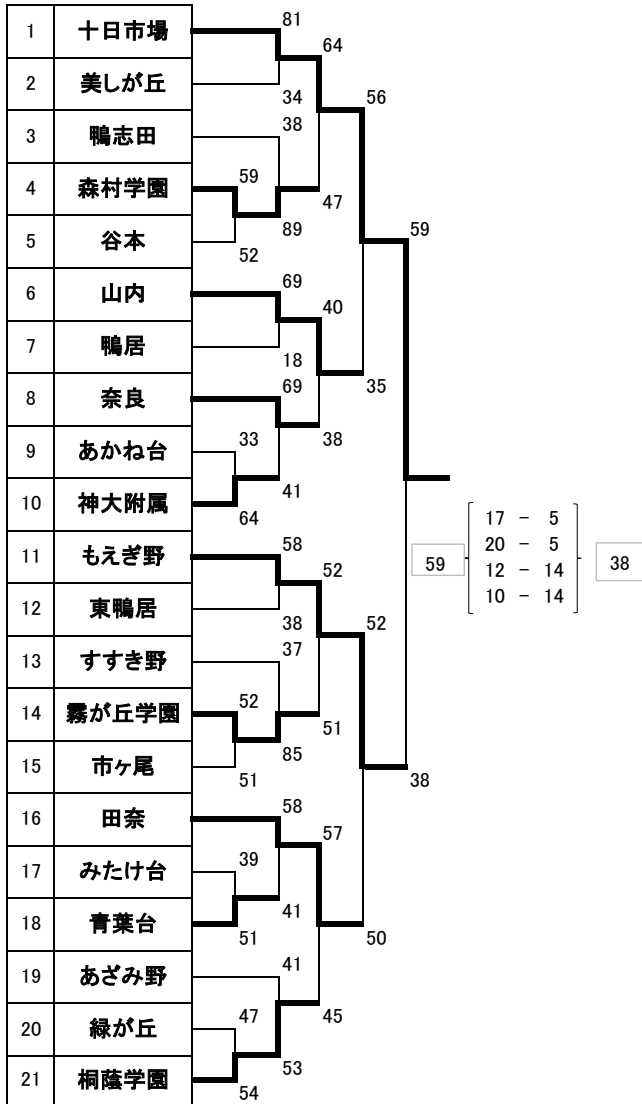 81
1 十日市場
64
2 美しが丘
34
56
38
3 鴨志田
59
4 森村学園
47
89
59
5 谷本
52
69
6 山内
40
7 鴨居
18
35
69
8 奈良
33
38
9 あかね台
41
10 神大附属
64
17 - 5
58
11 もえぎ野
20 - 5
59
38
52
12 - 14
12 東鴨居
10 - 14
38
52
37
13 すすき野
52
14 霧が丘学園
51
85
15 市ヶ尾
51
38
58
16 田奈
57
39
17 みたけ台
41
18 青葉台
51
50
41
19 あざみ野
47
45
20 緑が丘
53
21 桐蔭学園
54